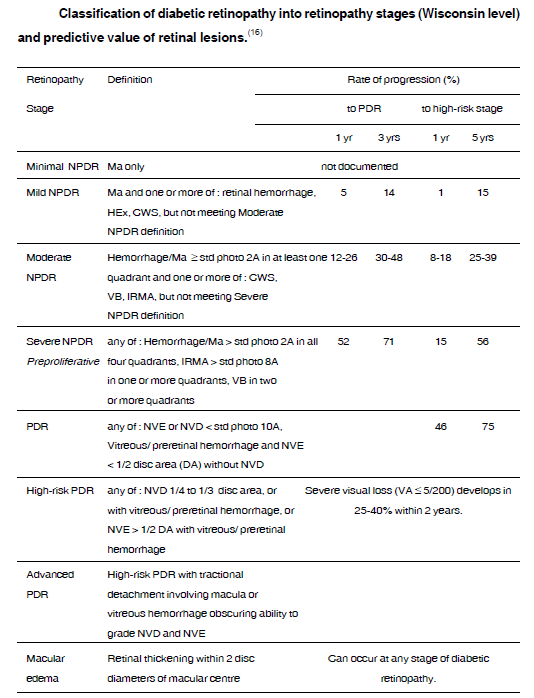 Classification of diabetic retinopathy into retinopathy stages (Wisconsin level)
and predictive value of retinal lesions.(16)
Retinopathy Definition Rate of progression (%)
Stage to PDR to high-risk stage
1 yr 3 yrs 1 yr 5 yrs
Minimal NPDR Ma only not documented
Mild NPDR Ma and one or more of : retinal hemorrhage, 5 14 1 15
HEx, CWS, but not meeting Moderate
NPDR definition
Moderate Hemorrhage/Ma ≥ std photo 2A in at least one 12-26 30-48 8-18 25-39
NPDR quadrant and one or more of : CWS,
VB, IRMA, but not meeting Severe
NPDR definition
Severe NPDR any of : Hemorrhage/Ma > std photo 2A in all 52 71 15 56
Preproliferative four quadrants, IRMA > std photo 8A
in one or more quadrants, VB in two
or more quadrants
PDR any of : NVE or NVD < std photo 10A, 46 75
Vitreous/ preretinal hemorrhage and NVE
< 1/2 disc area (DA) without NVD
High-risk PDR any of : NVD 1/4 to 1/3 disc area, or Severe visual loss (VA ≤ 5/200) develops in
with vitreous/ preretinal hemorrhage, or 25-40% within 2 years.
NVE > 1/2 DA with vitreous/ preretinal
hemorrhage
Advanced High-risk PDR with tractional
PDR detachment involving macula or
vitreous hemorrhage obscuring ability to
grade NVD and NVE
Macular Retinal thickening within 2 disc Can occur at any stage of diabetic
edema diameters of macular centre retinopathy.